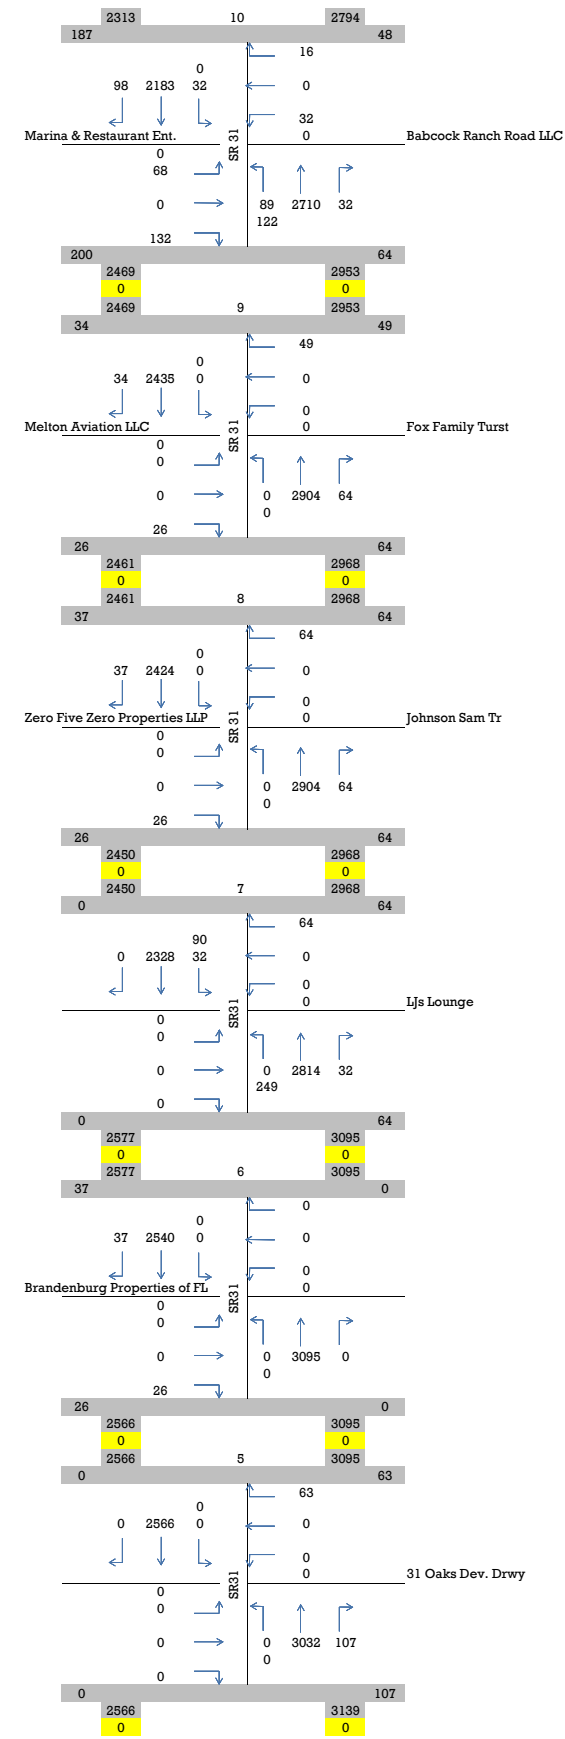 2313 10 2794
187 48
16
0
98 2183 32 0
32
Marina & Restaurant Ent. SR 31 0 Babcock Ranch Road LLC
0
68
0 89 2710 32
122
132
200 64
2469 2953
0 0
2469 9 2953
34 49
49
0
34 2435 0 0
0
Melton Aviation LLC SR 31 0 Fox Family Turst
0
0
0 0 2904 64
0
26
26 64
2461 2968
0 0
2461 8 2968
37 64
64
0
37 2424 0 0
0
Zero Five Zero Properties LLP SR 31 0 Johnson Sam Tr
0
0
0 0 2904 64
0
26
26 64
2450 2968
0 0
2450 7 2968
0 64
64
90
0 2328 32 0
0
SR31 0 LJs Lounge
0
0
0 0 2814 32
249
0
0 64
2577 3095
0 0
2577 6 3095
37 0
0
0
37 2540 0 0
0
Brandenburg Properties of FL SR31 0
0
0
0 0 3095 0
0
26
26 0
2566 3095
0 0
2566 5 3095
0 63
63
0
0 2566 0 0
0
SR31 0 31 Oaks Dev. Drwy
0
0
0 0 3032 107
0
0
0 107
2566 3139
0 0